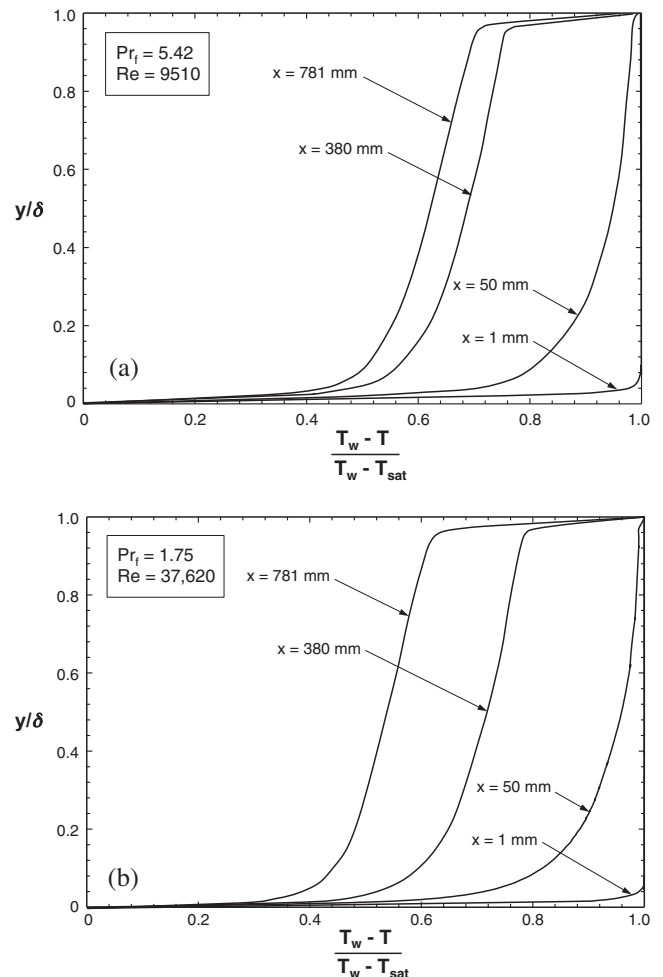 1.0
Pr_f = 5.42
Re = 9510
x = 781 mm
0.8
x = 380 mm
0.6
y/δ
0.4
x = 50 mm
0.2
x = 1 mm
(a)
0
0 0.2 0.4 0.6 0.8 1.0
T_w - T
T_w - T_sat
1.0
Pr_f = 1.75
Re = 37,620
x = 781 mm
0.8
x = 380 mm
0.6
y/δ
0.4
x = 50 mm
0.2
x = 1 mm
(b)
0
0 0.2 0.4 0.6 0.8 1.0
T_w - T
T_w - T_sat